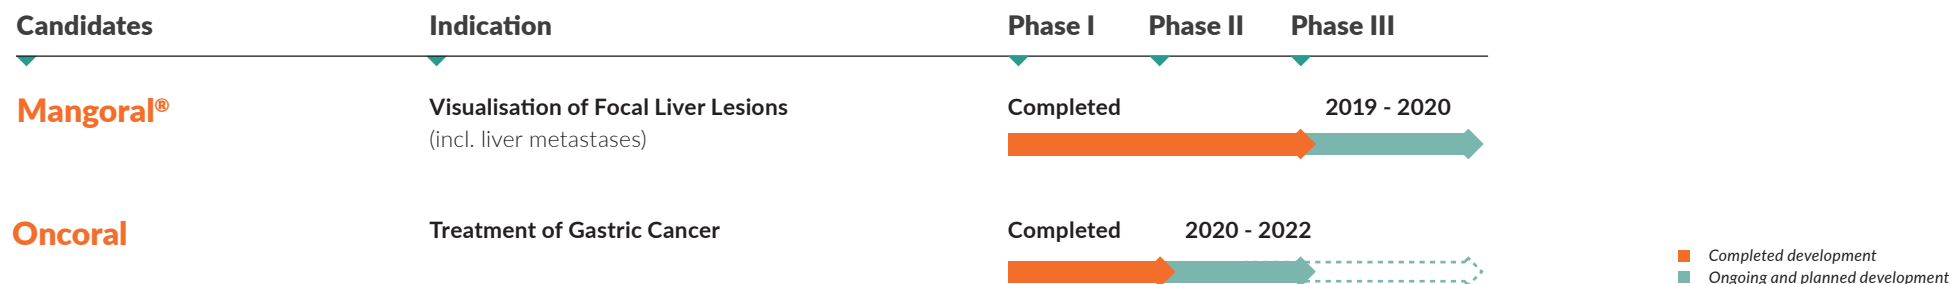 Candidates Indication Phase I Phase II Phase III
Mangoral® Visualisation of Focal Liver Lesions Completed 2019 - 2020
(incl. liver metastases)
Oncoral Treatment of Gastric Cancer Completed 2020 - 2022
Completed development
Ongoing and planned development